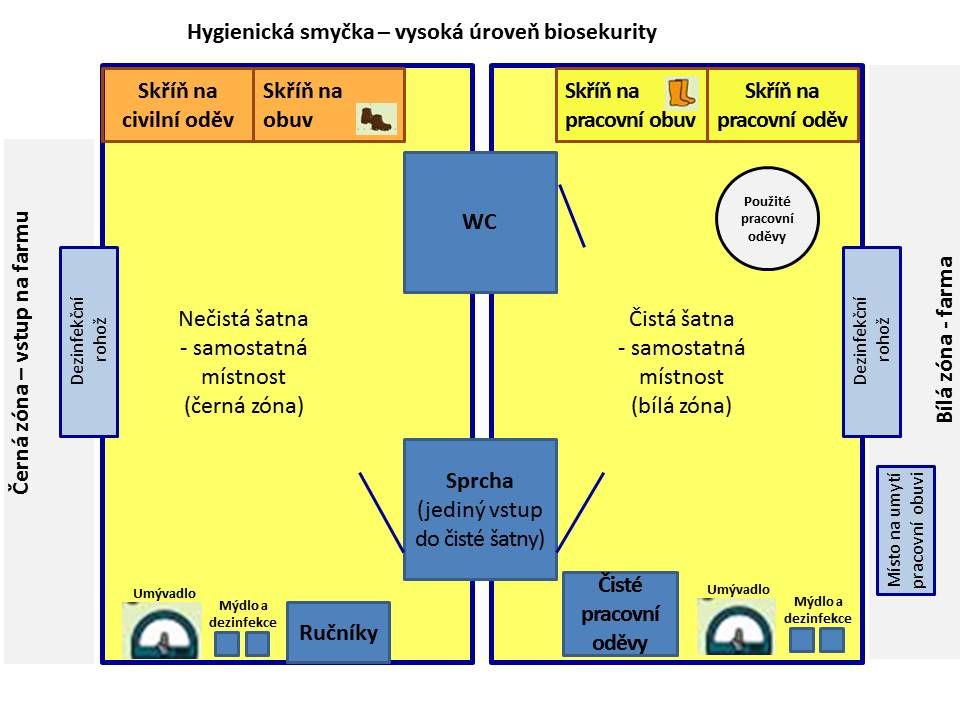 Hygienická smyčka – vysoká úroveň biosekurity
Skříň na
civilní oděv
Skříň na
obuv
Skříň na
pracovní obuv
Skříň na
pracovní oděv
WC
Použité
pracovní
oděvy
Černá zóna – vstup na farmu
Dezinfekční
rohož
Nečistá šatna
- samostatná
místnost
(černá zóna)
Čistá šatna
- samostatná
místnost
(bílá zóna)
Dezinfekční
rohož
Bílá zóna - farma
Sprcha
(jediný vstup
do čisté šatny)
Místo na umytí
pracovní obuvi
Umývadlo
Mýdlo a
dezinfekce
Ručníky
Čisté
pracovní
oděvy
Umývadlo
Mýdlo a
dezinfekce